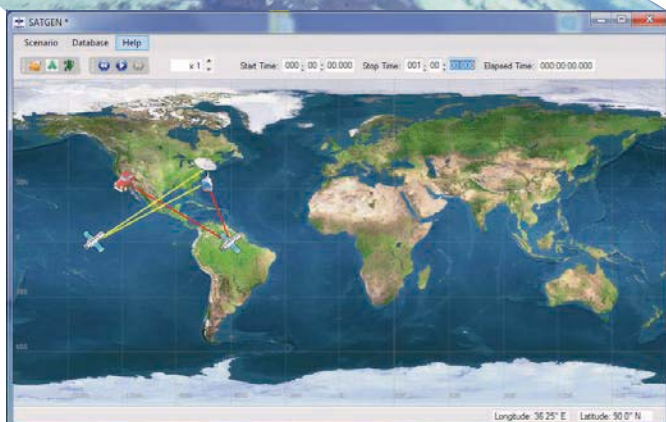 SATGEN *
Scenario Database Help
x 1 Start Time: 000 : 00 : 00.000 Stop Time: 001 : 00 : 00.000 Elapsed Time: 000:00:00.000
Longitude: 36.25° E Latitude: 90.0° N